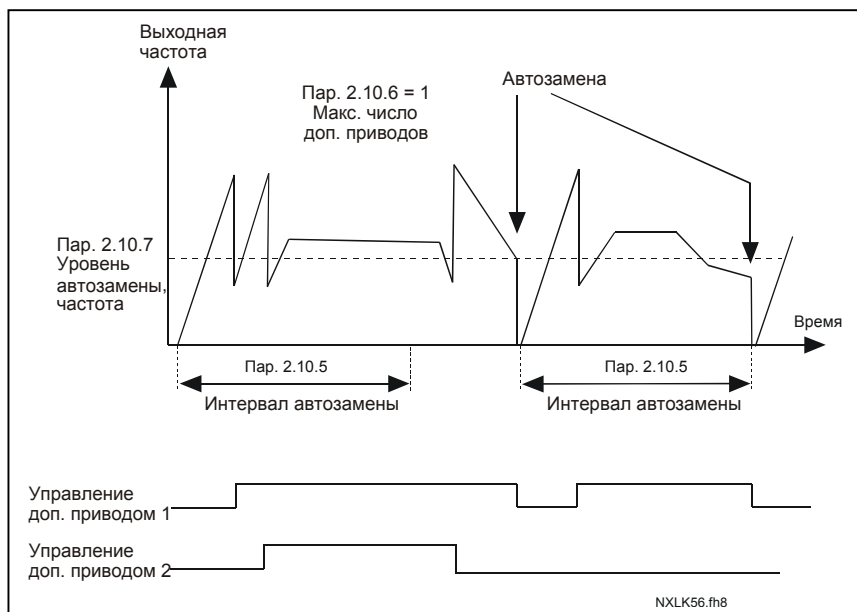 Выходная
частота
Пар. 2.10.6 = 1
Макс. число
доп. приводов
Автозамена
Пар. 2.10.7
Уровень
автозамены,
частота
Время
Пар. 2.10.5
Интервал автозамены
Пар. 2.10.5
Интервал автозамены
Управление
доп. приводом 1
Управление
доп. приводом 2
NXLK56.fh8